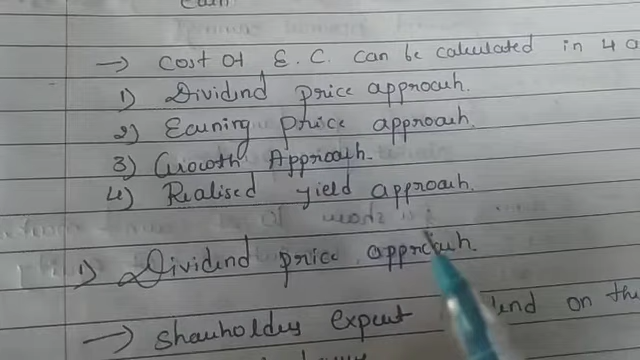 → Cost of E.C. can be calculated in 4 a
1) Dividend price approach.
2) Earning price approach.
3) Growth Approach.
4) Realised yield approach.
1) Dividend price approach.
→ Shareholders expect end on the